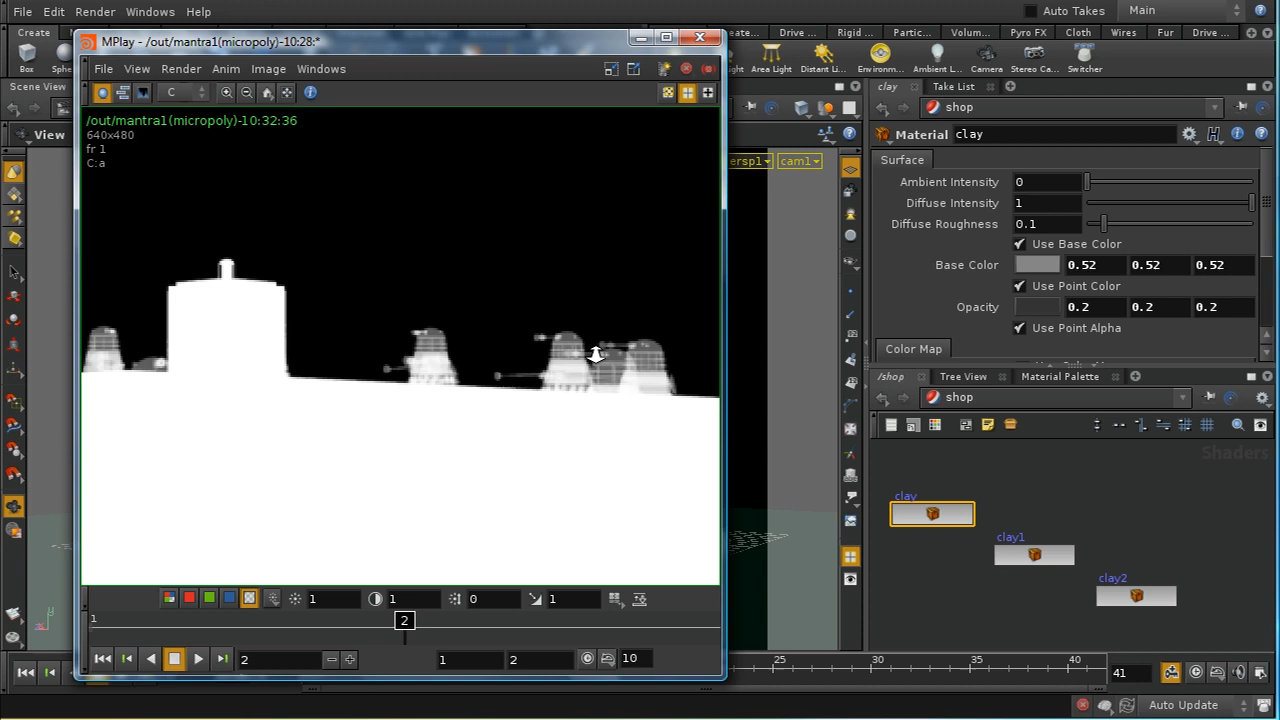 File Edit Render Windows Help
Auto Takes Main
Create
MPlay - /out/mantra1(micropoly)-10:28:*
Drive ... Rigid ... Partic... Volum... Pyro FX Cloth Wires Fur Drive ...
Box Area Light Distant Li... Environm... Ambient L... Camera Stereo Ca... Switcher
File View Render Anim Image Windows
Scene View
clay Take List
C
shop
/out/mantra1(micropoly)-10:32:36
640x480
fr 1
C:a
View
Material clay
cam1
Surface
Ambient Intensity 0
Diffuse Intensity 1
Diffuse Roughness 0.1
Use Base Color
Base Color 0.52 0.52 0.52
Use Point Color
Opacity 0.2 0.2 0.2
Use Point Alpha
Color Map
/shop Tree View Material Palette
shop
Shaders
clay
clay1
clay2
1 1 0 1
1
2
2 1 2 10
25 30 35 40 41
Auto Update